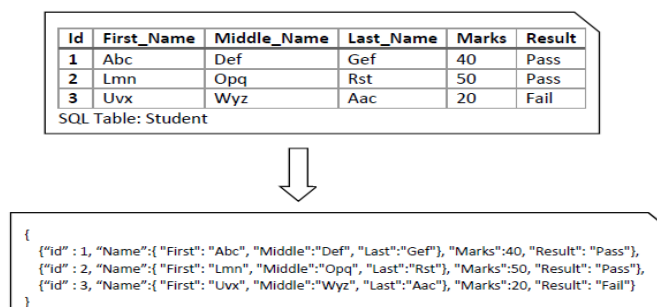 Id First_Name Middle_Name Last_Name Marks Result
1 Abc Def Gef 40 Pass
2 Lmn Opq Rst 50 Pass
3 Uvx Wyz Aac 20 Fail
SQL Table: Student
{
{“id” : 1, “Name”:{ "First": "Abc", "Middle":"Def", "Last":"Gef"}, "Marks":40, "Result": "Pass"},
{“id” : 2, “Name”:{ "First": "Lmn", "Middle":"Opq", "Last":"Rst"}, "Marks":50, "Result": "Pass"},
{“id” : 3, “Name”:{ "First": "Uvx", "Middle":"Wyz", "Last":"Aac"}, "Marks":20, "Result": "Fail"}
}